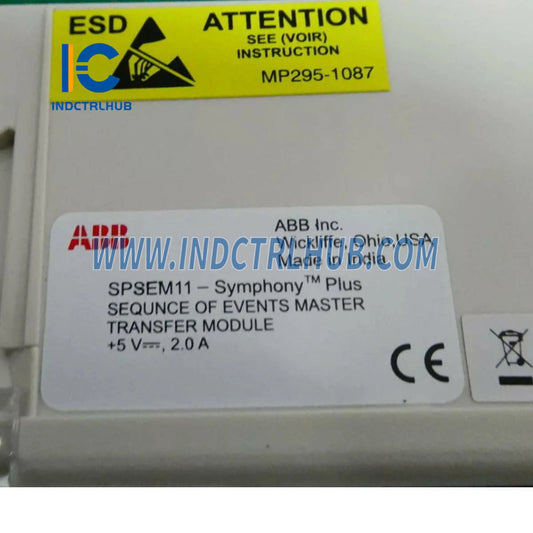 ESD
ATTENTION
SEE (VOIR)
INSTRUCTION
MP295-1087
IC
INDCTRLHUB
ABB
ABB Inc.
Wickliffe, Ohio,USA
Made in India.
WWW.INDCTRLHUB.COM
SPSEM11 – Symphony™ Plus
SEQUNCE OF EVENTS MASTER
TRANSFER MODULE
+5 V⎓, 2.0 A
CE